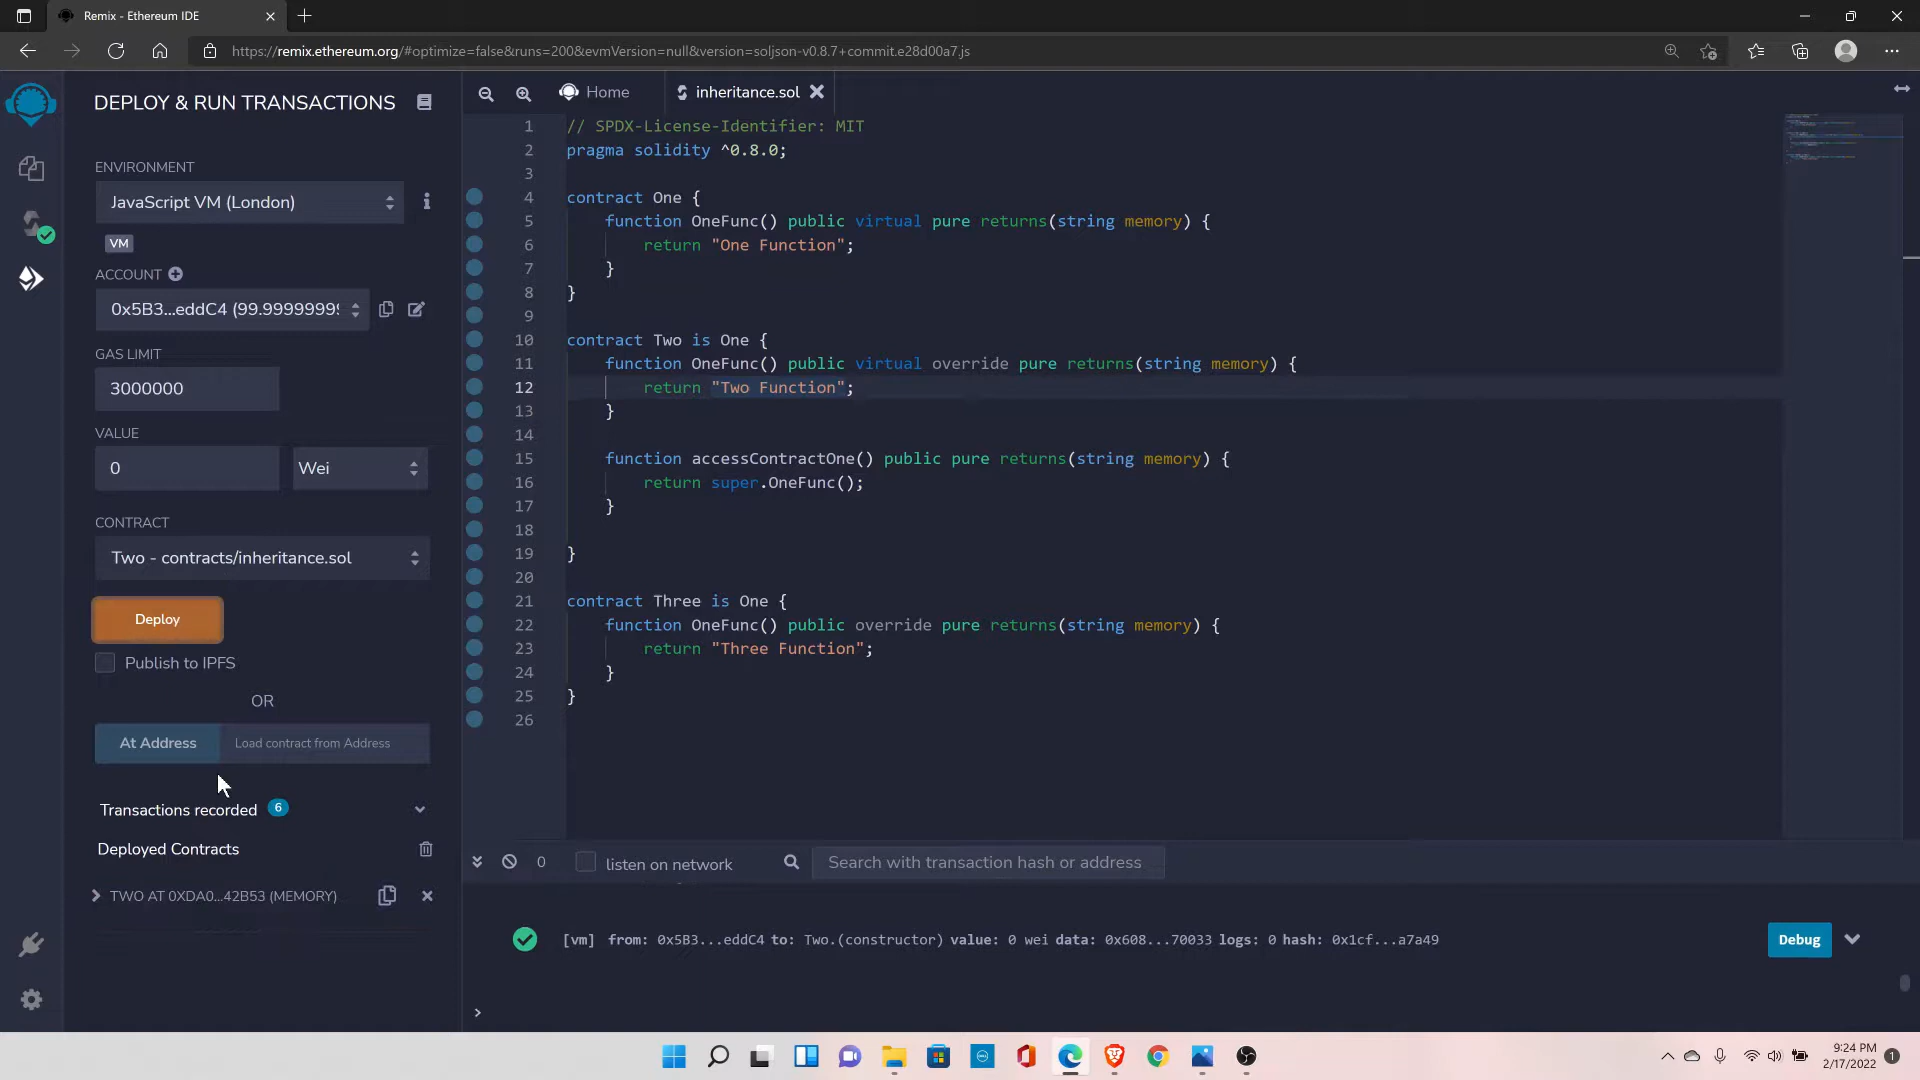 Remix - Ethereum IDE
https://remix.ethereum.org/#optimize=false&runs=200&evmVersion=null&version=soljson-v0.8.7+commit.e28d00a7.js
DEPLOY & RUN TRANSACTIONS
ENVIRONMENT
JavaScript VM (London)
VM
ACCOUNT
0x5B3...eddC4 (99.9999999
GAS LIMIT
3000000
VALUE
0
Wei
CONTRACT
Two - contracts/inheritance.sol
Deploy
Publish to IPFS
OR
At Address
Load contract from Address
Transactions recorded 6
Deployed Contracts
TWO AT 0XDA0...42B53 (MEMORY)
Home
inheritance.sol
1 // SPDX-License-Identifier: MIT
2 pragma solidity ^0.8.0;
3
4 contract One {
5 function OneFunc() public virtual pure returns(string memory) {
6 return "One Function";
7 }
8 }
9
10 contract Two is One {
11 function OneFunc() public virtual override pure returns(string memory) {
12 return "Two Function";
13 }
14
15 function accessContractOne() public pure returns(string memory) {
16 return super.OneFunc();
17 }
18
19 }
20
21 contract Three is One {
22 function OneFunc() public override pure returns(string memory) {
23 return "Three Function";
24 }
25 }
26
0
listen on network
Search with transaction hash or address
[vm] from: 0x5B3...eddC4 to: Two.(constructor) value: 0 wei data: 0x608...70033 logs: 0 hash: 0x1cf...a7a49
Debug
>
9:24 PM
2/17/2022
1